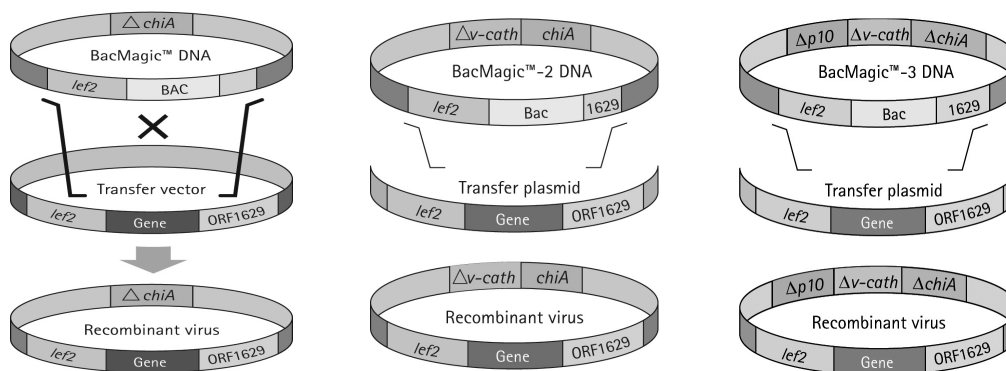 △ chiA
BacMagic™ DNA
lef2
BAC
Transfer vector
lef2
Gene
ORF1629
△ chiA
Recombinant virus
lef2
Gene
ORF1629
△v-cath
chiA
BacMagic™-2 DNA
lef2
Bac
1629
Transfer plasmid
lef2
Gene
ORF1629
△v-cath
chiA
Recombinant virus
lef2
Gene
ORF1629
Δp10
Δv-cath
ΔchiA
BacMagic™-3 DNA
lef2
Bac
1629
Transfer plasmid
lef2
Gene
ORF1629
Δp10
Δv-cath
ΔchiA
Recombinant virus
lef2
Gene
ORF1629